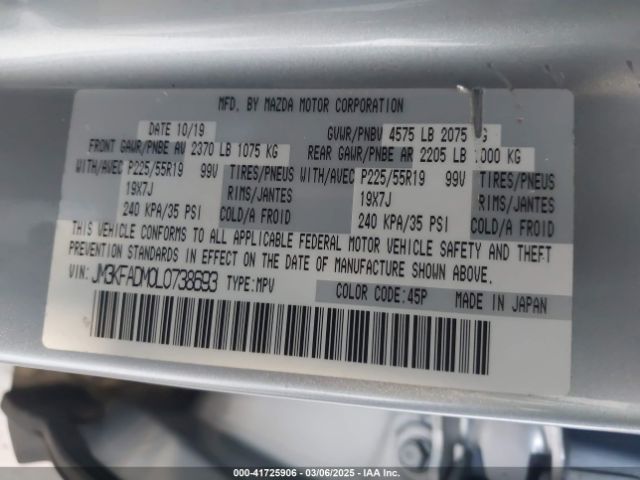 MFD. BY MAZDA MOTOR CORPORATION
DATE 10/19 GVWR/PNBV 4575 LB 2075 KG
FRONT GAWR/PNBE AV 2370 LB 1075 KG REAR GAWR/PNBE AR 2205 LB 1000 KG
WITH/AVEC P225/55R19 99V TIRES/PNEUS WITH/AVEC P225/55R19 99V TIRES/PNEUS
19X7J RIMS/JANTES 19X7J RIMS/JANTES
240 KPA/35 PSI COLD/A FROID 240 KPA/35 PSI COLD/A FROID
THIS VEHICLE CONFORMS TO ALL APPLICABLE FEDERAL MOTOR VEHICLE SAFETY AND THEFT
PREVENTION STANDARDS IN EFFECT ON THE DATE OF MANUFACTURE SHOWN ABOVE.
VIN: JM3KFADM0L0738693 TYPE:MPV COLOR CODE:45P MADE IN JAPAN
000-41725906 - 03/06/2025 - IAA Inc.